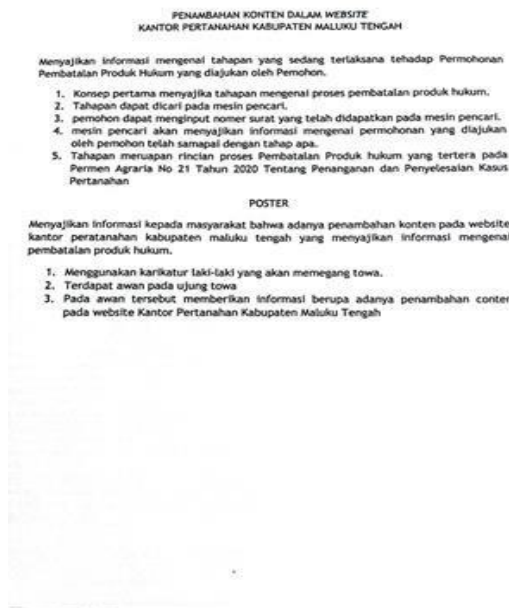 PENAMBAHAN KONTEN DALAM WEBSITE
KANTOR PERTANAHAN KABUPATEN MALUKU TENGAH
Menyajikan informasi mengenai tahapan yang sedang terlaksana tehadap Permohonan
Pembatalan Produk Hukum yang diajukan oleh Pemohon.
1. Konsep pertama menyajika tahapan mengenai proses pembatalan produk hukum.
2. Tahapan dapat dicari pada mesin pencari.
3. pemohon dapat menginput nomer surat yang telah didapatkan pada mesin pencari.
4. mesin pencari akan menyajikan informasi mengenai permohonan yang diajukan
oleh pemohon telah samapai dengan tahap apa.
5. Tahapan meruapan rincian proses Pembatalan Produk hukum yang tertera pada
Permen Agraria No 21 Tahun 2020 Tentang Penanganan dan Penyelesaian Kasus
Pertanahan
POSTER
Menyajikan informasi kepada masyarakat bahwa adanya penambahan konten pada website
kantor peratanahan kabupaten maluku tengah yang menyajikan informasi mengenai
pembatalan produk hukum.
1. Menggunakan karikatur laki-laki yang akan memegang towa.
2. Terdapat awan pada ujung towa
3. Pada awan tersebut memberikan informasi berupa adanya penambahan conten
pada website Kantor Pertanahan Kabupaten Maluku Tengah